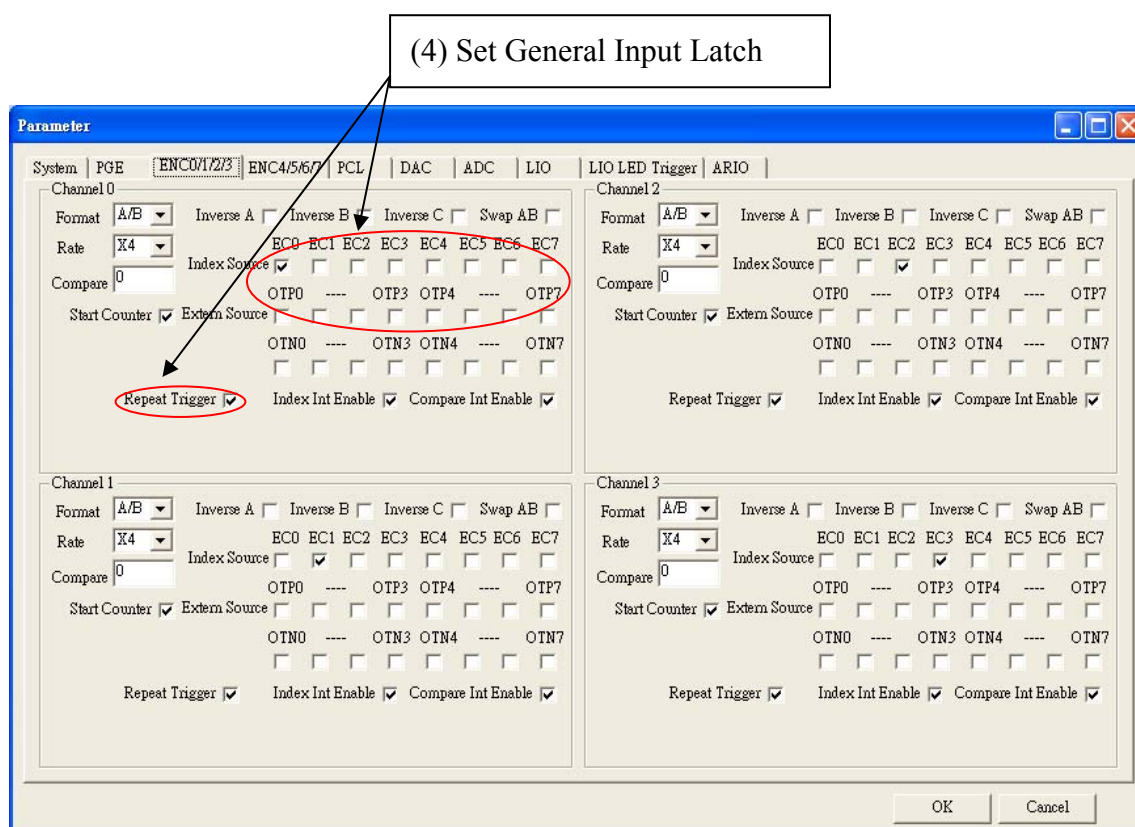 (4) Set General Input Latch
Parameter
System PGE ENC0/1/2/3 ENC4/5/6/7 PCL DAC ADC LIO LIO LED Trigger ARIO
Channel 0
Format A/B Inverse A Inverse B Inverse C Swap AB
Rate X4 EC0 EC1 EC2 EC3 EC4 EC5 EC6 EC7
Index Source
Compare 0
OTP0 ---- OTP3 OTP4 ---- OTP7
Start Counter Extern Source
OTN0 ---- OTN3 OTN4 ---- OTN7
Repeat Trigger Index Int Enable Compare Int Enable
Channel 2
Format A/B Inverse A Inverse B Inverse C Swap AB
Rate X4 EC0 EC1 EC2 EC3 EC4 EC5 EC6 EC7
Index Source
Compare 0
OTP0 ---- OTP3 OTP4 ---- OTP7
Start Counter Extern Source
OTN0 ---- OTN3 OTN4 ---- OTN7
Repeat Trigger Index Int Enable Compare Int Enable
Channel 1
Format A/B Inverse A Inverse B Inverse C Swap AB
Rate X4 EC0 EC1 EC2 EC3 EC4 EC5 EC6 EC7
Index Source
Compare 0
OTP0 ---- OTP3 OTP4 ---- OTP7
Start Counter Extern Source
OTN0 ---- OTN3 OTN4 ---- OTN7
Repeat Trigger Index Int Enable Compare Int Enable
Channel 3
Format A/B Inverse A Inverse B Inverse C Swap AB
Rate X4 EC0 EC1 EC2 EC3 EC4 EC5 EC6 EC7
Index Source
Compare 0
OTP0 ---- OTP3 OTP4 ---- OTP7
Start Counter Extern Source
OTN0 ---- OTN3 OTN4 ---- OTN7
Repeat Trigger Index Int Enable Compare Int Enable
OK Cancel